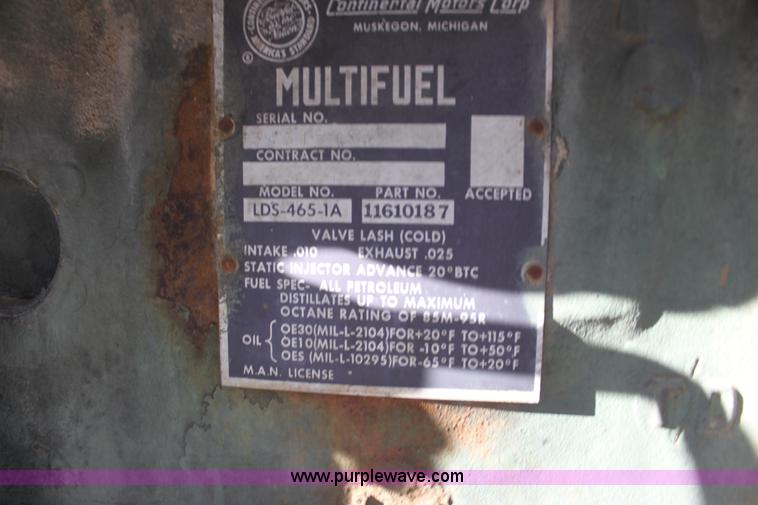 Continental Motors Corp
MUSKEGON, MICHIGAN
AMERICA'S STANDARD
®
MULTIFUEL
SERIAL NO.
CONTRACT NO.
MODEL NO. PART NO. ACCEPTED
LDS-465-1A 11610187
VALVE LASH (COLD)
INTAKE .010 EXHAUST .025
STATIC INJECTOR ADVANCE 20° BTC
FUEL SPEC- ALL PETROLEUM
DISTILLATES UP TO MAXIMUM
OCTANE RATING OF 85M-95R
OIL { OE30(MIL-L-2104)FOR+20°F TO+115°F
OE10(MIL-L-2104)FOR -10°F TO+50°F
OES (MIL-L-10295)FOR-65°F TO+20°F
M.A.N. LICENSE
www.purplewave.com